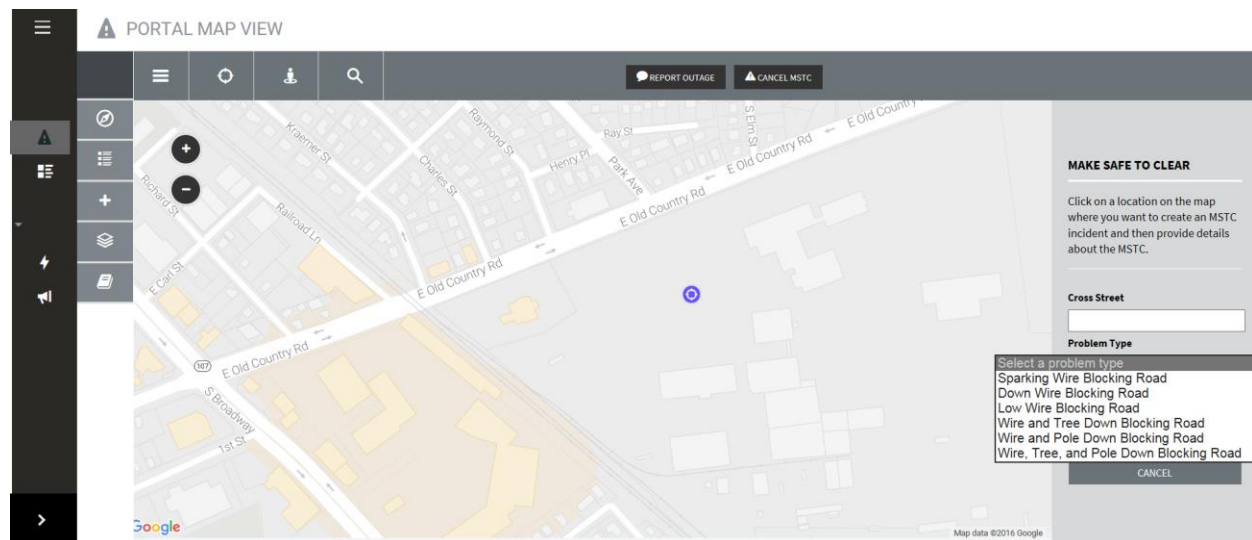 PORTAL MAP VIEW
REPORT OUTAGE
CANCEL MSTC
Kraemer St
Raymond St
Ray St
S Elm St
E Old Country Rd
Henry Pl
Park Ave
Charles St
E Old Country Rd
Richard St
Railroad Ln
E Old Country Rd
E Old Country Rd
E Carl St
107
E Old Country Rd
S Broadway
1st St
Google
Map data ©2016 Google
MAKE SAFE TO CLEAR
Click on a location on the map
where you want to create an MSTC
incident and then provide details
about the MSTC.
Cross Street
Problem Type
Select a problem type
Sparking Wire Blocking Road
Down Wire Blocking Road
Low Wire Blocking Road
Wire and Tree Down Blocking Road
Wire and Pole Down Blocking Road
Wire, Tree, and Pole Down Blocking Road
CANCEL